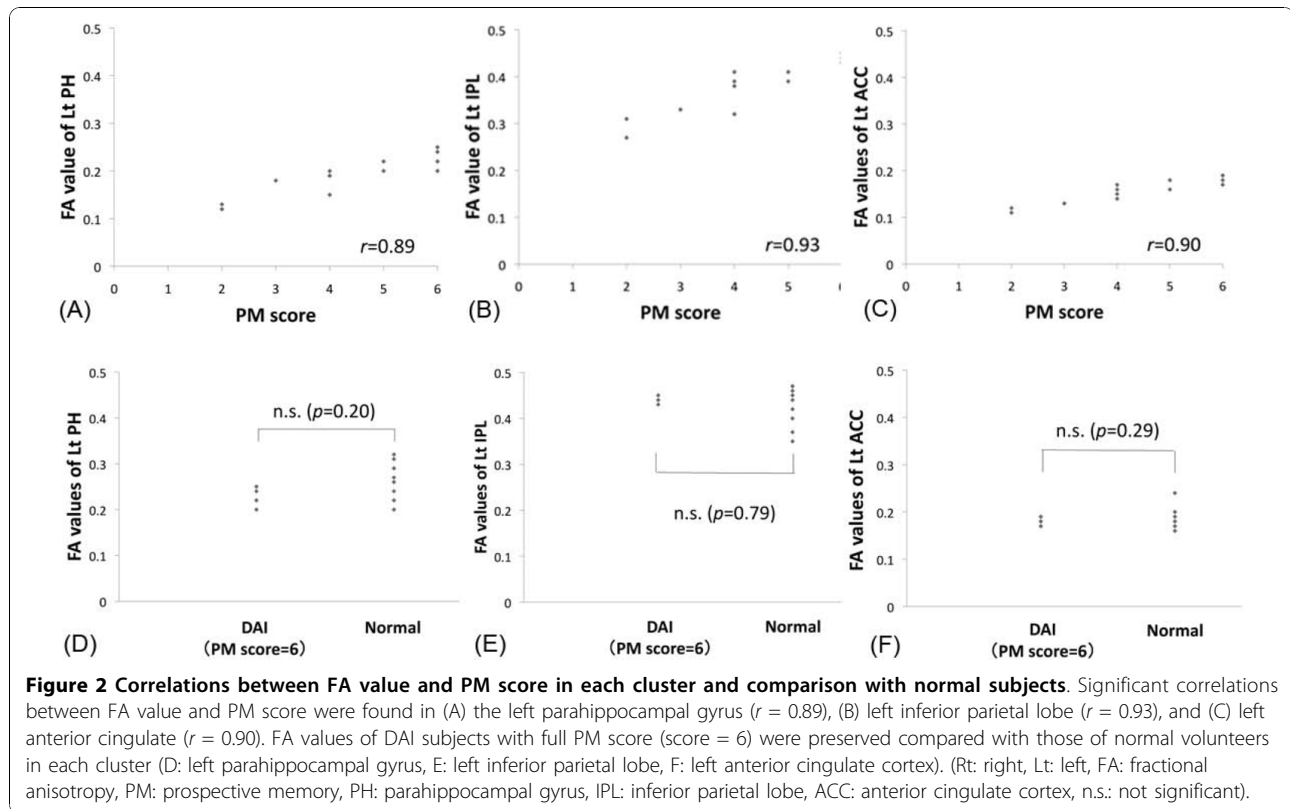 0.5
0.4
0.3
0.2
0.1
0
FA value of Lt PH
r=0.89
0 1 2 3 4 5 6
(A) PM score
0.5
0.4
0.3
0.2
0.1
0
FA value of Lt IPL
r=0.93
0 1 2 3 4 5
(B) PM score
0.5
0.4
0.3
0.2
0.1
0
FA values of Lt ACC
r=0.90
0 1 2 3 4 5 6
(C) PM score
0.5
0.4
0.3
0.2
0.1
0
FA values of Lt PH
n.s. (p=0.20)
DAI Normal
(D) (PM score=6)
0.5
0.4
0.3
0.2
0.1
0
FA values of Lt IPL
n.s. (p=0.79)
DAI Normal
(E) (PM score=6)
0.5
0.4
0.3
0.2
0.1
0
FA values of Lt ACC
n.s. (p=0.29)
DAI Normal
(F) (PM score=6)
Figure 2 Correlations between FA value and PM score in each cluster and comparison with normal subjects. Significant correlations
between FA value and PM score were found in (A) the left parahippocampal gyrus (r = 0.89), (B) left inferior parietal lobe (r = 0.93), and (C) left
anterior cingulate (r = 0.90). FA values of DAI subjects with full PM score (score = 6) were preserved compared with those of normal volunteers
in each cluster (D: left parahippocampal gyrus, E: left inferior parietal lobe, F: left anterior cingulate cortex). (Rt: right, Lt: left, FA: fractional
anisotropy, PM: prospective memory, PH: parahippocampal gyrus, IPL: inferior parietal lobe, ACC: anterior cingulate cortex, n.s.: not significant).